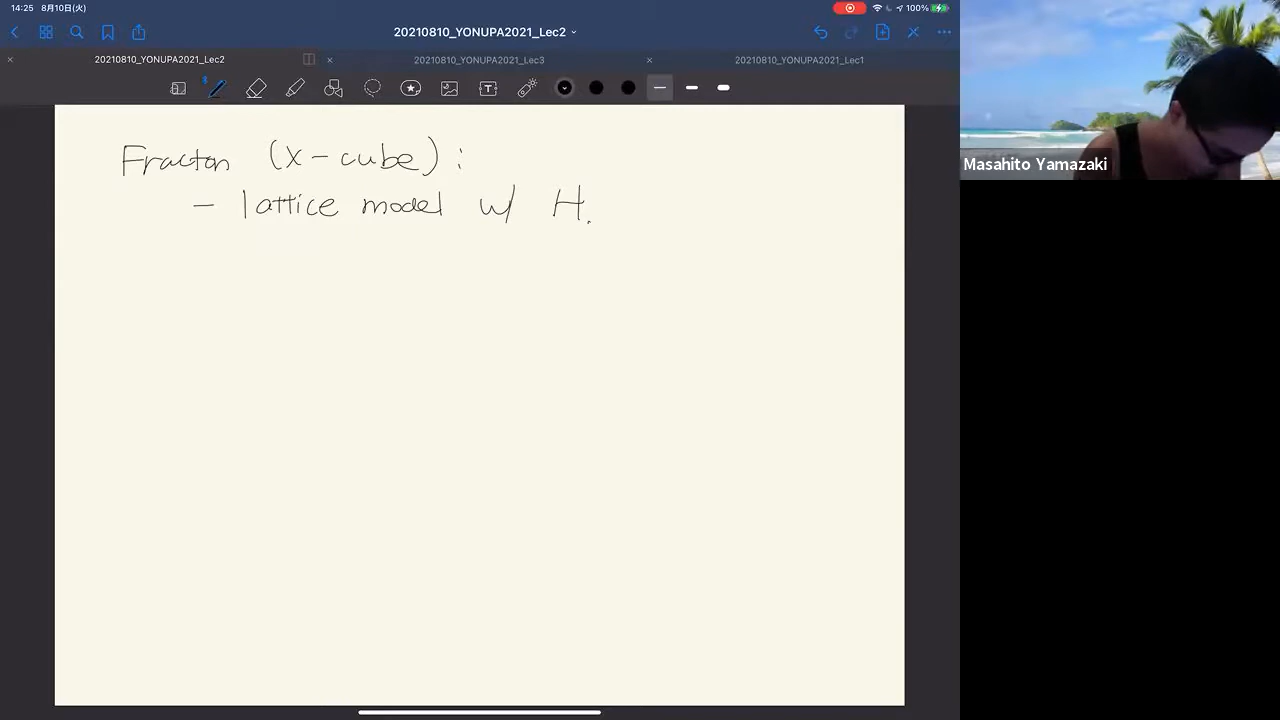 14:25 8月10日(火)
100%
20210810_YONUPA2021_Lec2
20210810_YONUPA2021_Lec2
20210810_YONUPA2021_Lec3
20210810_YONUPA2021_Lec1
Fracton (X-cube) :
- lattice model w/ H.
Masahito Yamazaki